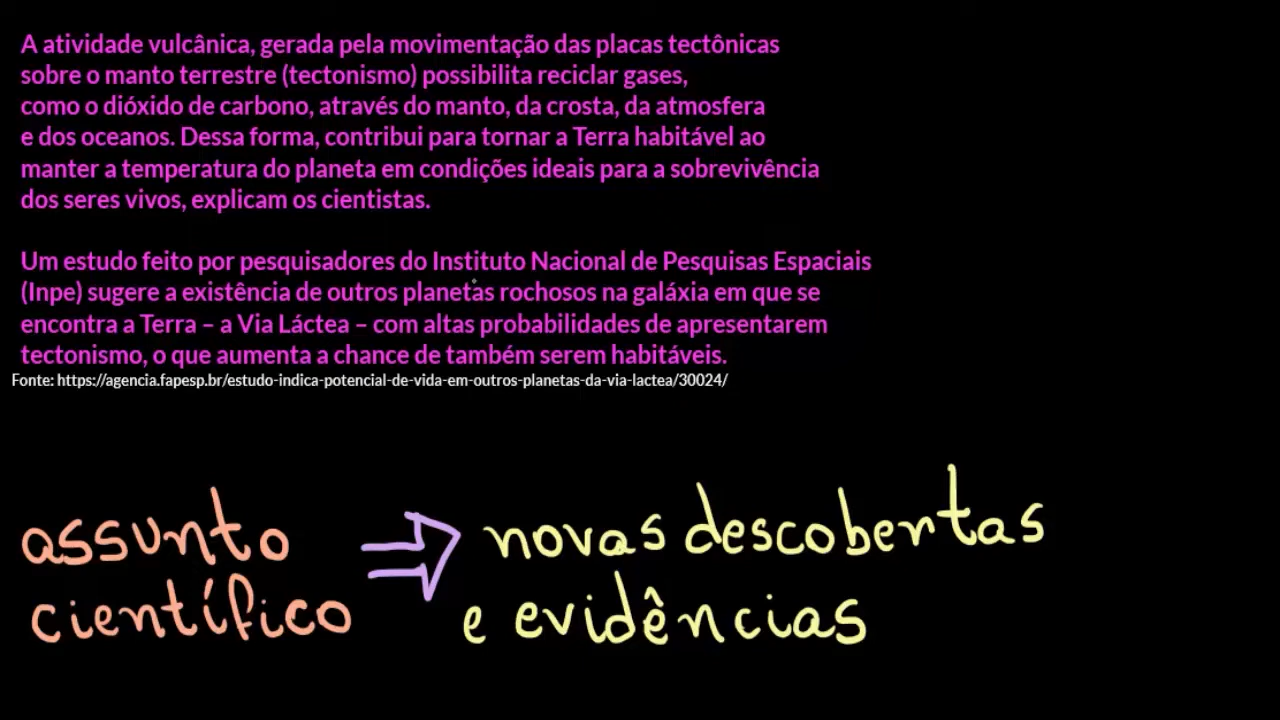 A atividade vulcânica, gerada pela movimentação das placas tectônicas
sobre o manto terrestre (tectonismo) possibilita reciclar gases,
como o dióxido de carbono, através do manto, da crosta, da atmosfera
e dos oceanos. Dessa forma, contribui para tornar a Terra habitável ao
manter a temperatura do planeta em condições ideais para a sobrevivência
dos seres vivos, explicam os cientistas.
Um estudo feito por pesquisadores do Instituto Nacional de Pesquisas Espaciais
(Inpe) sugere a existência de outros planetas rochosos na galáxia em que se
encontra a Terra – a Via Láctea – com altas probabilidades de apresentarem
tectonismo, o que aumenta a chance de também serem habitáveis.
Fonte: https://agencia.fapesp.br/estudo-indica-potencial-de-vida-em-outros-planetas-da-via-lactea/30024/
assunto
científico
novas descobertas
e evidências